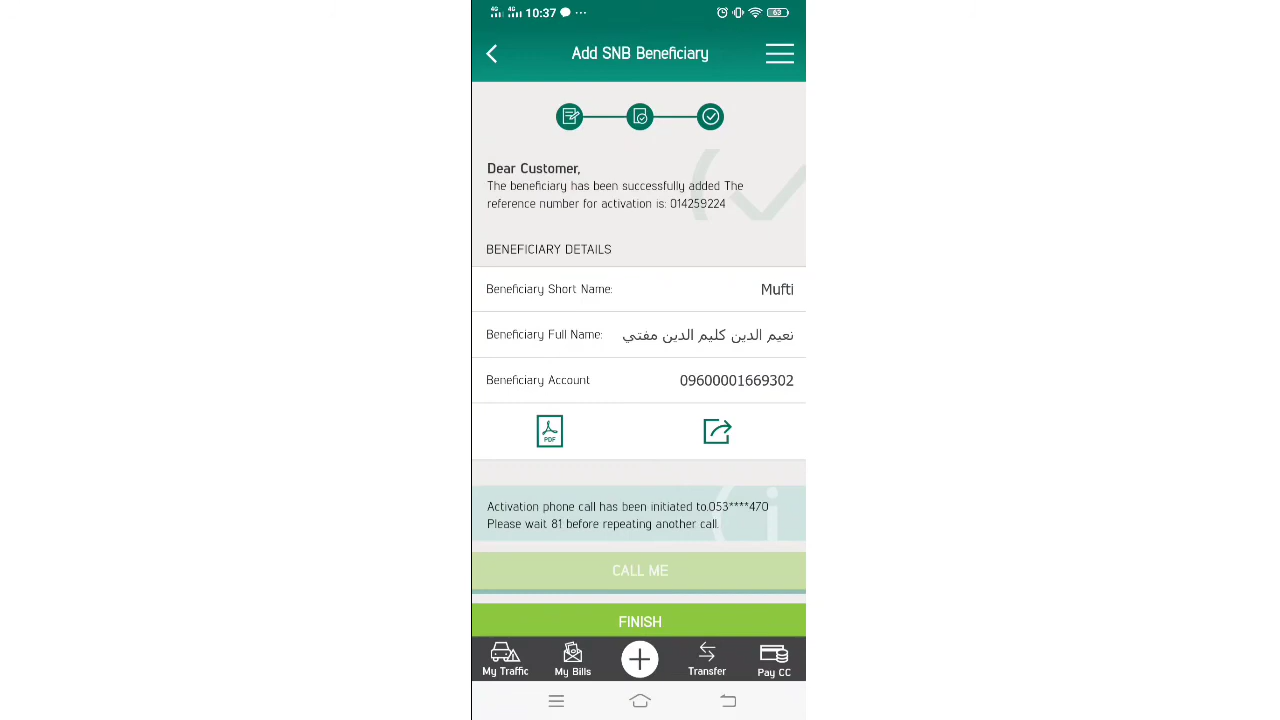 4G 4G 10:37 ... 63
Add SNB Beneficiary
Dear Customer,
The beneficiary has been successfully added The
reference number for activation is: 014259224
BENEFICIARY DETAILS
Beneficiary Short Name: Mufti
Beneficiary Full Name: نعيم الدين كليم الدين مفتي
Beneficiary Account 09600001669302
PDF
Activation phone call has been initiated to.053****470
Please wait 81 before repeating another call.
CALL ME
FINISH
My Traffic My Bills Transfer Pay CC